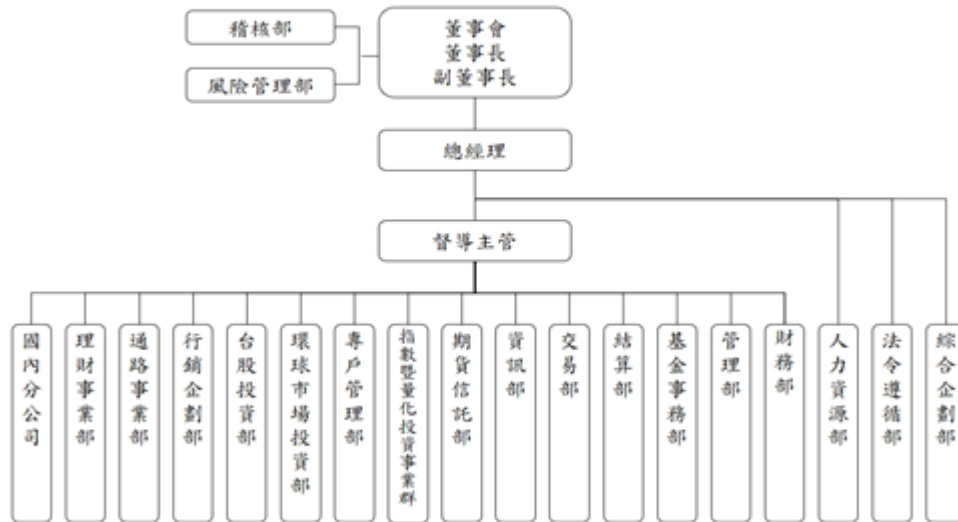 稽核部
風險管理部
董事會
董事長
副董事長
總經理
督導主管
國內分公司
理財事業部
通路事業部
行銷企劃部
台股投資部
環球市場投資部
專戶管理部
指數暨量化投資事業群
期貨信託部
資訊部
交易部
結算部
基金事務部
管理部
財務部
人力資源部
法令遵循部
綜合企劃部